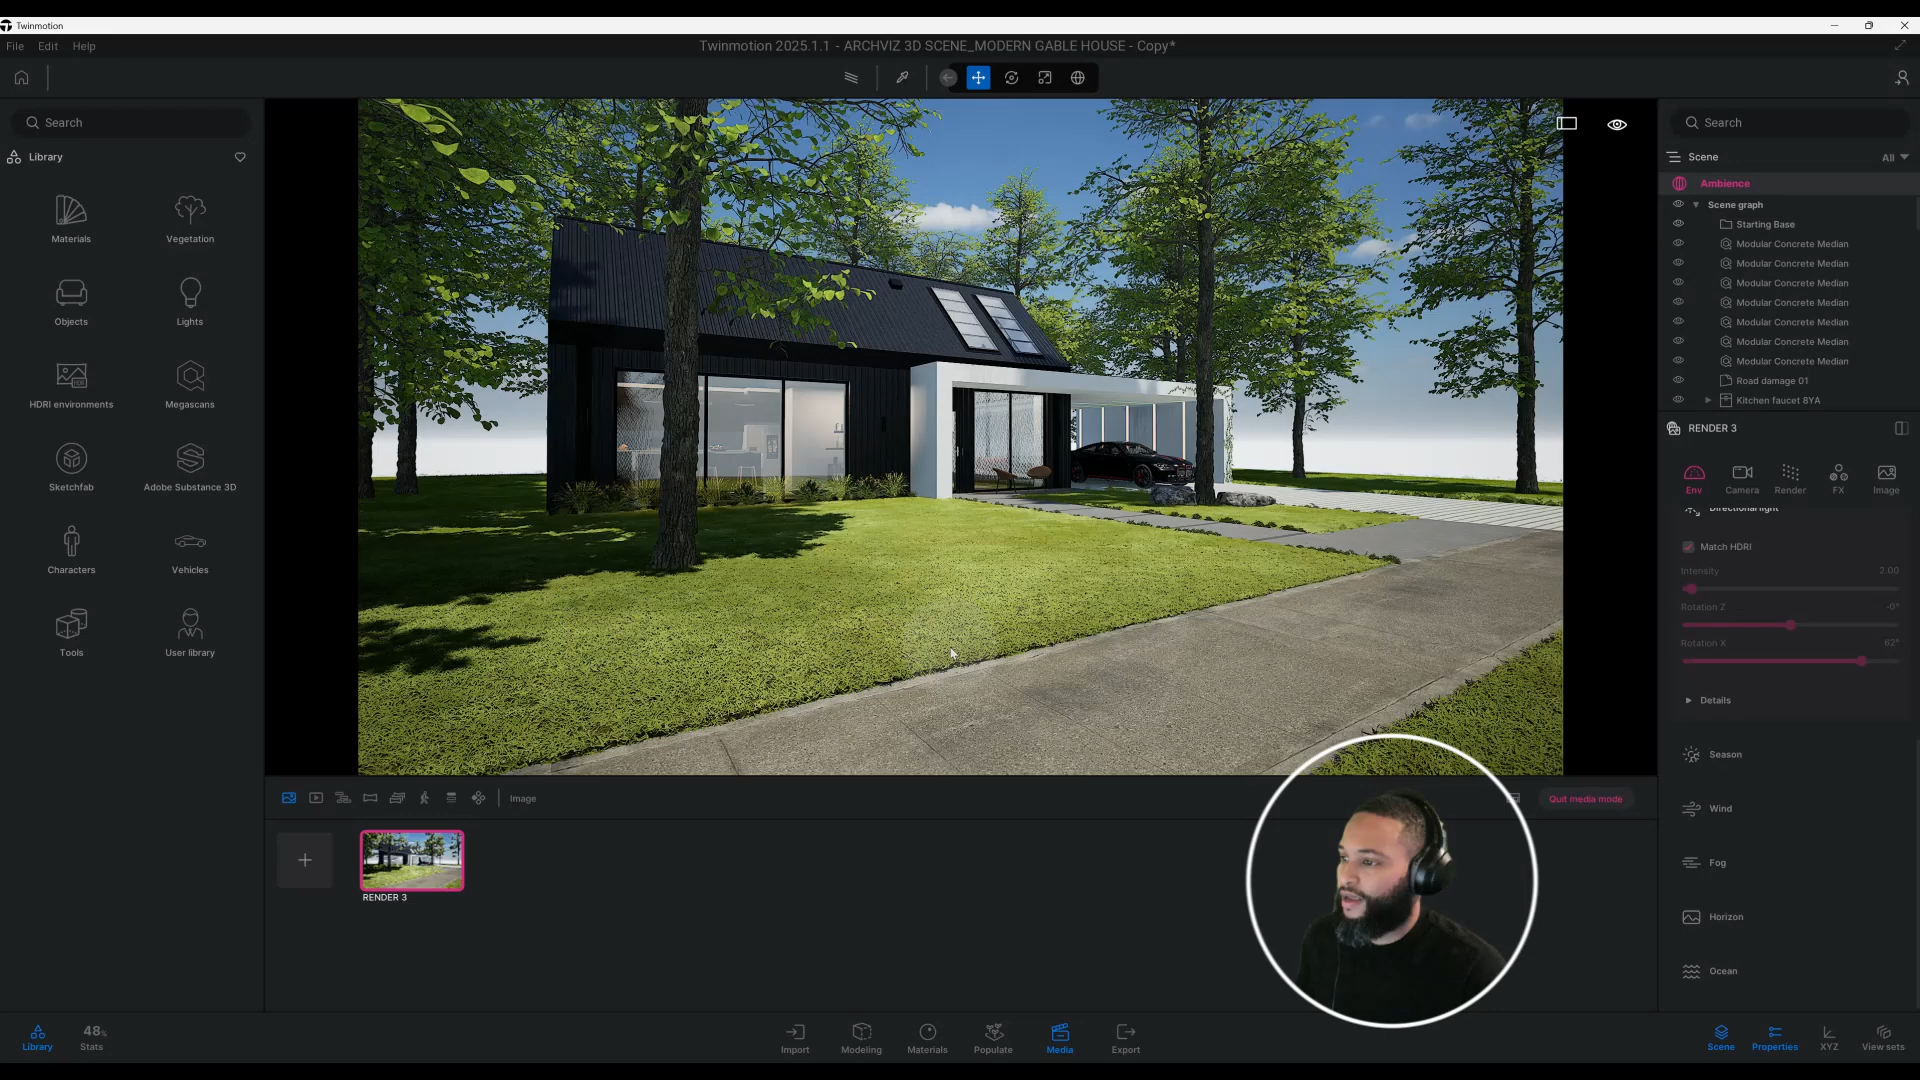 Twinmotion
File Edit Help
Twinmotion 2025.1.1 - ARCHVIZ 3D SCENE_MODERN GABLE HOUSE - Copy*
Search
Library
Materials
Vegetation
Objects
Lights
HDRI environments
Megascans
Sketchfab
Adobe Substance 3D
Characters
Vehicles
Tools
User library
Search
Scene
All
Ambience
Scene graph
Starting Base
Modular Concrete Median
Modular Concrete Median
Modular Concrete Median
Modular Concrete Median
Modular Concrete Median
Modular Concrete Median
Modular Concrete Median
Road damage 01
Kitchen faucet 8YA
RENDER 3
Env Camera Render FX Image
Directional light
Match HDRI
Intensity 2.00
Rotation Z -0°
Rotation X 62°
Details
Season
Wind
Fog
Horizon
Ocean
Image
Quit media mode
RENDER 3
Library
48%
Stats
Import Modeling Materials Populate Media Export
Scene Properties XYZ View sets